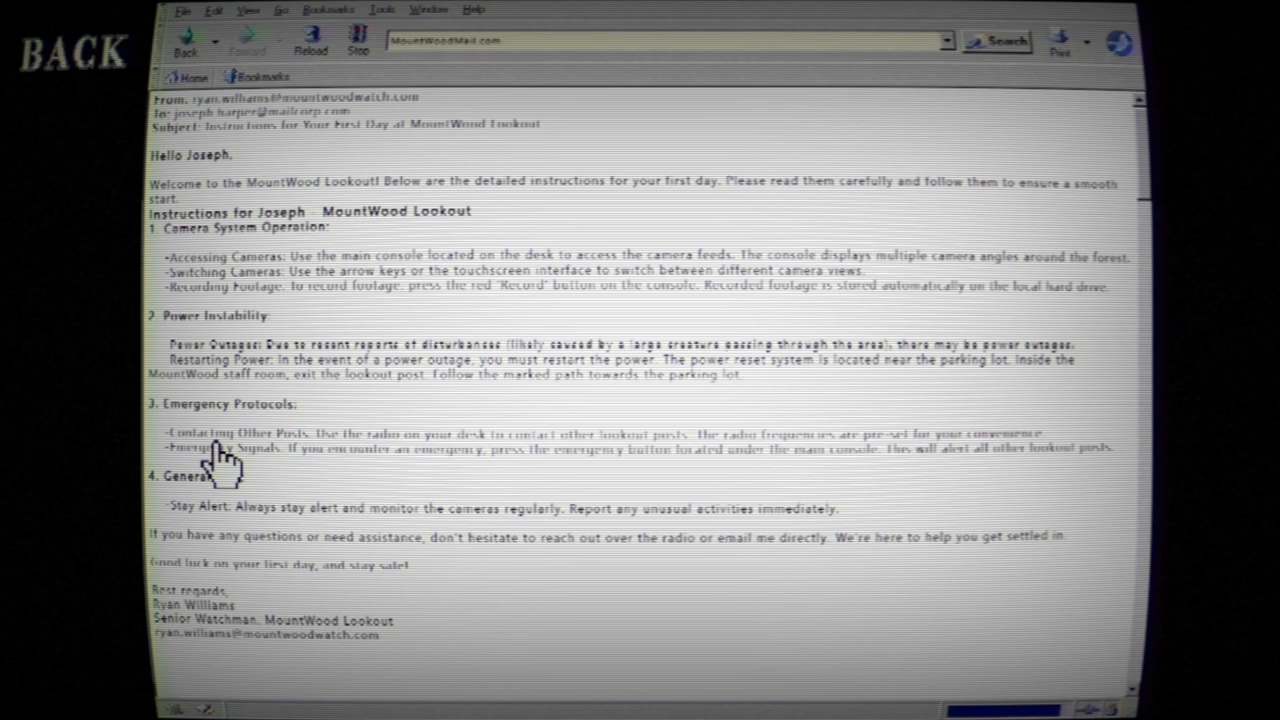 BACK
File Edit View Go Bookmarks Tools Window Help
Back Forward Reload Stop MountWoodMail.com Search Print
Home Bookmarks
From: ryan.williams@mountwoodwatch.com
To: joseph.harper@mailcorp.com
Subject: Instructions for Your First Day at MountWood Lookout
Hello Joseph,
Welcome to the MountWood Lookout! Below are the detailed instructions for your first day. Please read them carefully and follow them to ensure a smooth
start.
Instructions for Joseph - MountWood Lookout
1. Camera System Operation:
-Accessing Cameras: Use the main console located on the desk to access the camera feeds. The console displays multiple camera angles around the forest.
-Switching Cameras: Use the arrow keys or the touchscreen interface to switch between different camera views.
-Recording Footage: To record footage, press the red "Record" button on the console. Recorded footage is stored automatically on the local hard drive.
2. Power Instability:
Power Outages: Due to recent reports of disturbances (likely caused by a large creature passing through the area), there may be power outages.
Restarting Power: In the event of a power outage, you must restart the power. The power reset system is located near the parking lot. Inside the
MountWood staff room, exit the lookout post. Follow the marked path towards the parking lot.
3. Emergency Protocols:
-Contacting Other Posts: Use the radio on your desk to contact other lookout posts. The radio frequencies are pre-set for your convenience.
-Emergency Signals: If you encounter an emergency, press the emergency button located under the main console. This will alert all other lookout posts.
4. General
-Stay Alert: Always stay alert and monitor the cameras regularly. Report any unusual activities immediately.
If you have any questions or need assistance, don't hesitate to reach out over the radio or email me directly. We're here to help you get settled in.
Good luck on your first day, and stay safe!
Best regards,
Ryan Williams
Senior Watchman, MountWood Lookout
ryan.williams@mountwoodwatch.com